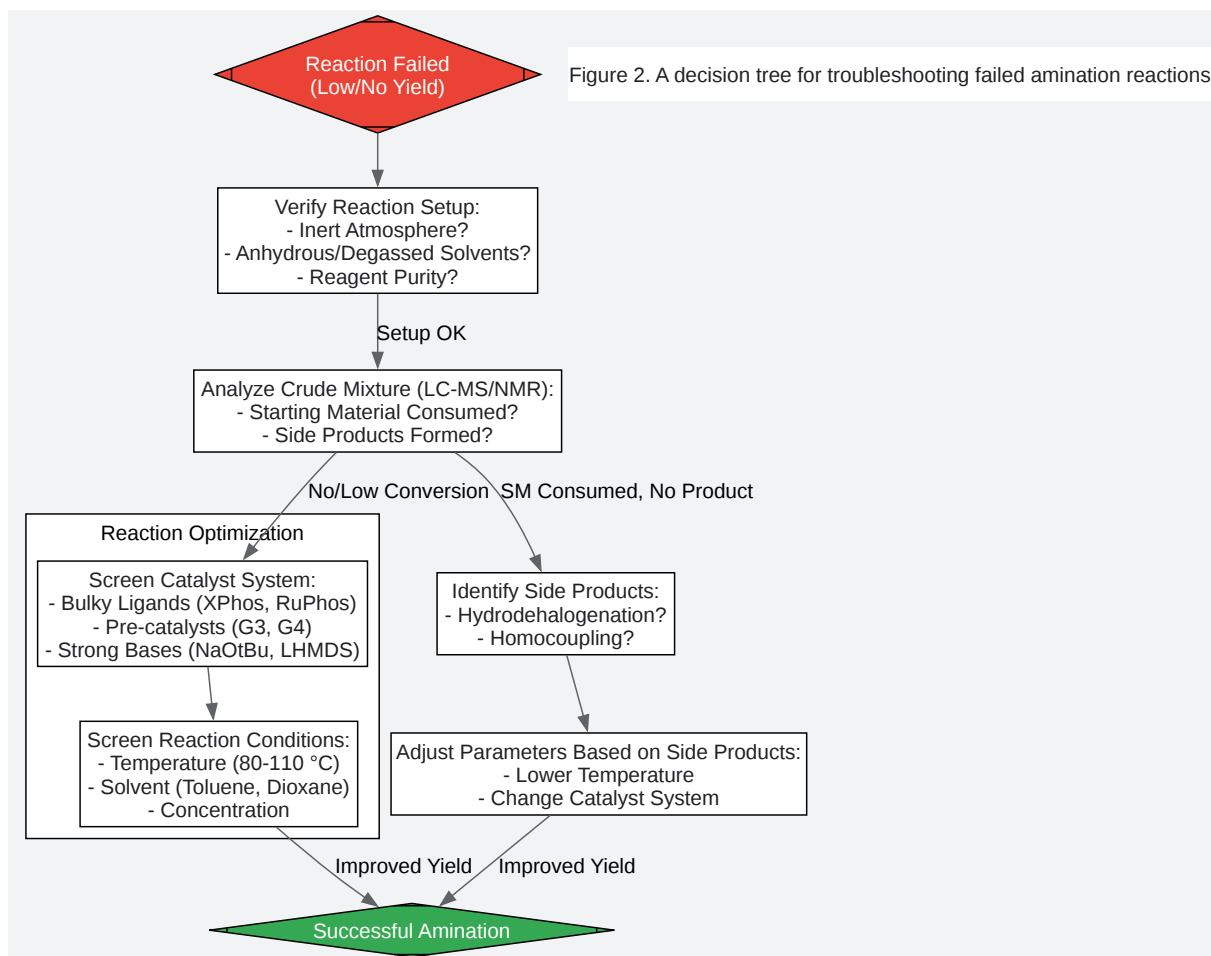 Reaction Failed
(Low/No Yield)
Figure 2. A decision tree for troubleshooting failed amination reactions
Verify Reaction Setup:
- Inert Atmosphere?
- Anhydrous/Degassed Solvents?
- Reagent Purity?
Setup OK
Analyze Crude Mixture (LC-MS/NMR):
- Starting Material Consumed?
- Side Products Formed?
No/Low Conversion
SM Consumed, No Product
Reaction Optimization
Screen Catalyst System:
- Bulky Ligands (XPhos, RuPhos)
- Pre-catalysts (G3, G4)
- Strong Bases (NaOtBu, LHMDS)
Identify Side Products:
- Hydrodehalogenation?
- Homocoupling?
Screen Reaction Conditions:
- Temperature (80-110 °C)
- Solvent (Toluene, Dioxane)
- Concentration
Adjust Parameters Based on Side Products:
- Lower Temperature
- Change Catalyst System
Improved Yield
Improved Yield
Successful Amination